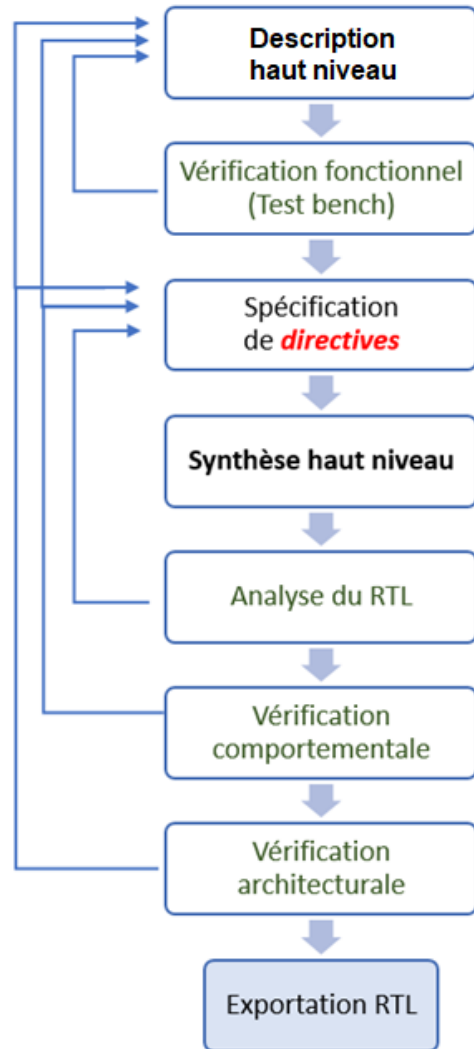 Description
haut niveau
Vérification fonctionnel
(Test bench)
Spécification
de directives
Synthèse haut niveau
Analyse du RTL
Vérification
comportementale
Vérification
architecturale
Exportation RTL